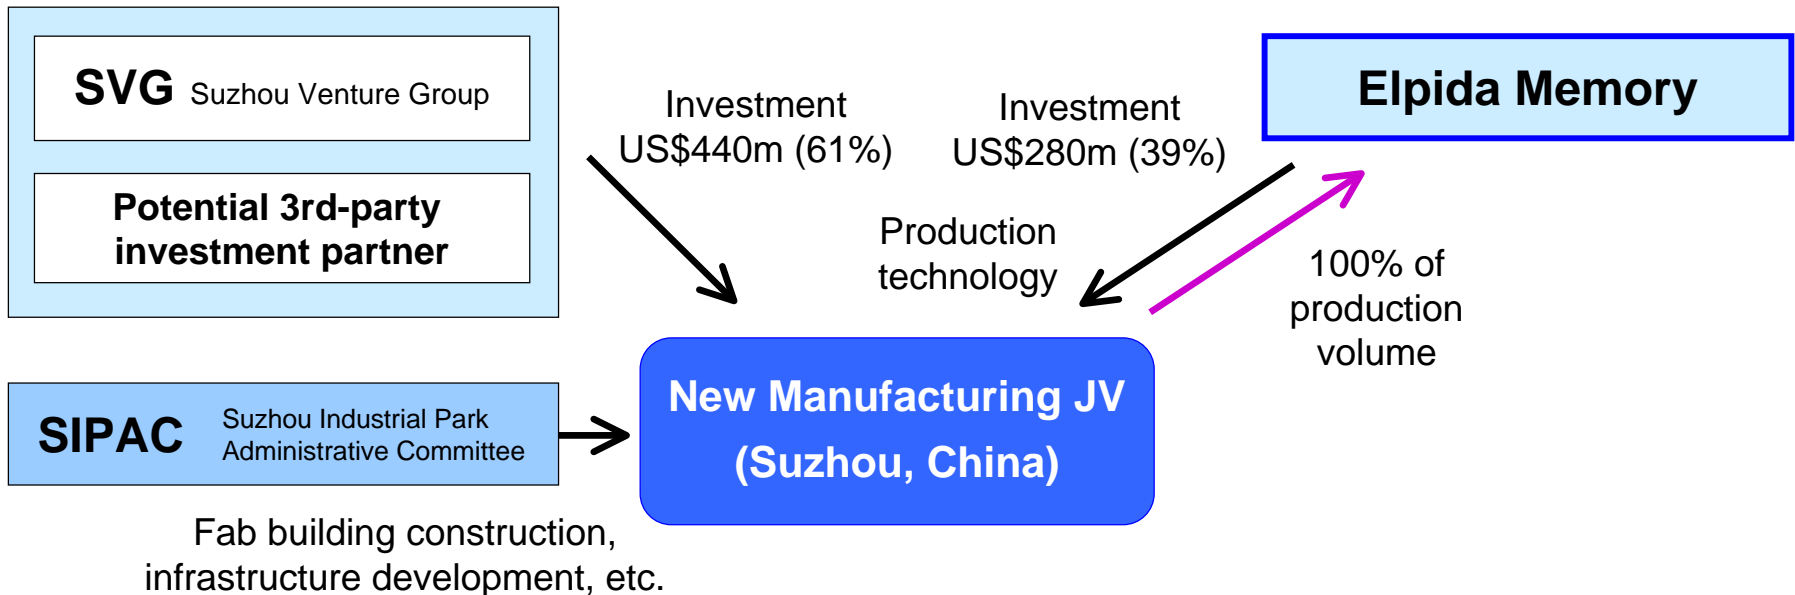 SVG Suzhou Venture Group
Potential 3rd-party
investment partner
Investment
US$440m (61%)
Investment
US$280m (39%)
Elpida Memory
Production
technology
100% of
production
volume
SIPAC
Suzhou Industrial Park
Administrative Committee
New Manufacturing JV
(Suzhou, China)
Fab building construction,
infrastructure development, etc.